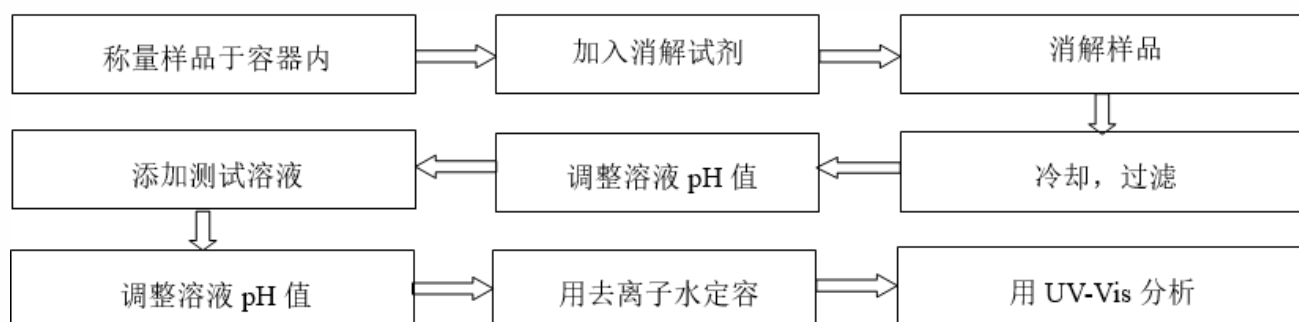 称量样品于容器内
加入消解试剂
消解样品
冷却，过滤
调整溶液 pH 值
添加测试溶液
调整溶液 pH 值
用去离子水定容
用 UV-Vis 分析